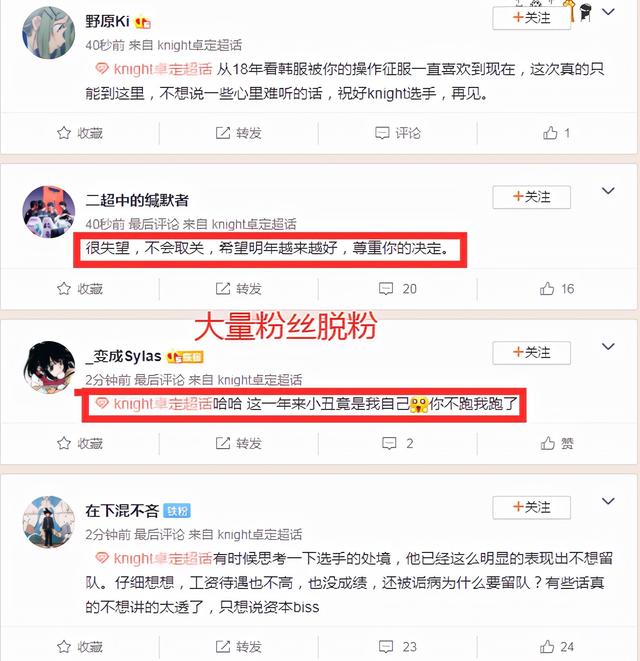 野原Ki
+关注
40秒前 来自 knight卓定超话
knight卓定超话 从18年看韩服被你的操作征服一直喜欢到现在，这次真的只
能到这里，不想说一些心里难听的话，祝好knight选手，再见。
收藏
转发
评论
1
二超中的缄默者
+关注
40秒前 最后评论 来自 knight卓定超话
很失望，不会取关，希望明年越来越好，尊重你的决定。
收藏
转发
20
16
大量粉丝脱粉
_变成Sylas
+关注
2分钟前 最后评论 来自 knight卓定超话
knight卓定超话哈哈 这一年来小丑竟是我自己 你不跑我跑了
收藏
转发
2
赞
在下混不吝 铁粉
+关注
2分钟前 最后评论 来自 knight卓定超话
knight卓定超话有时候思考一下选手的处境，他已经这么明显的表现出不想留
队。仔细想想，工资待遇也不高，也没成绩，还被诟病为什么要留队？有些话真
的不想讲的太透了，只想说资本biss
收藏
转发
23
24